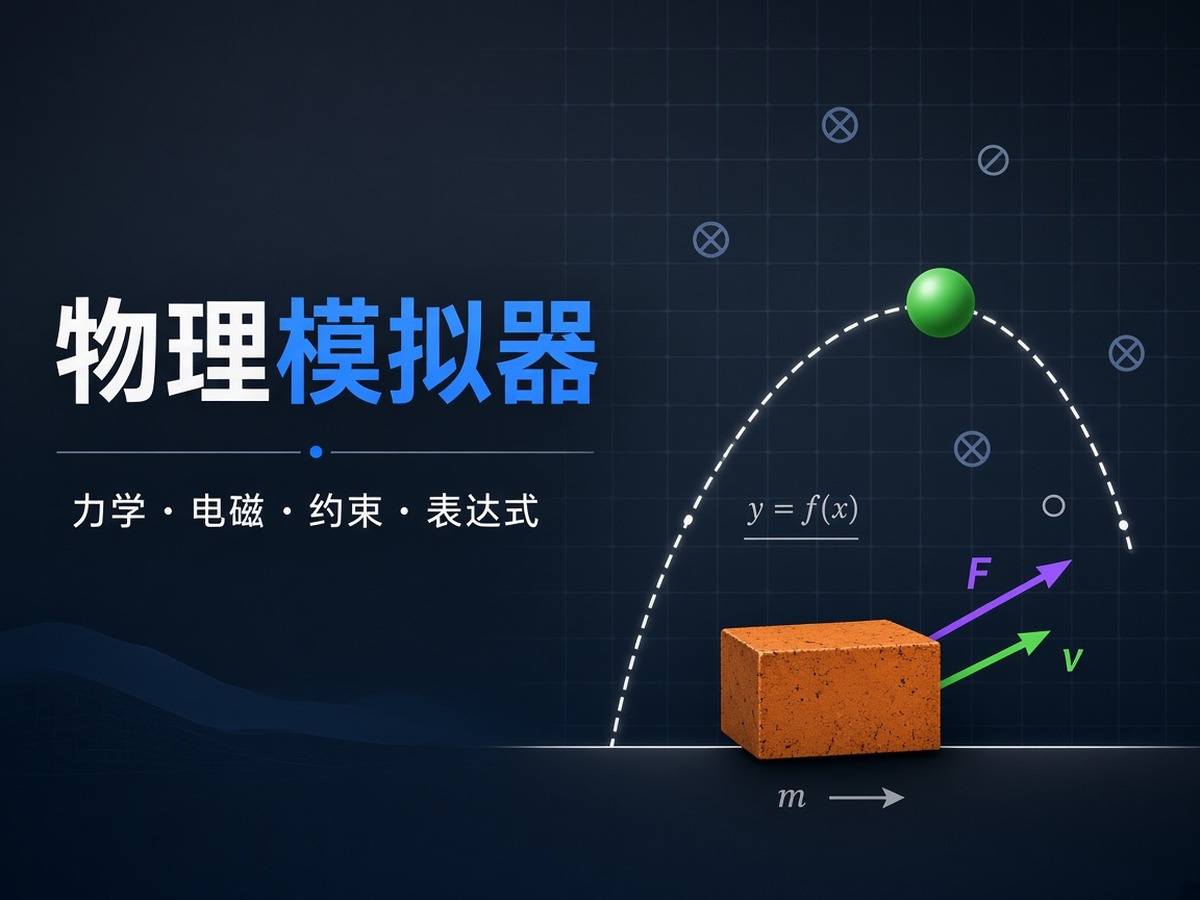 物理模拟器
力学・电磁・约束・表达式
y = f(x)
F
v
m